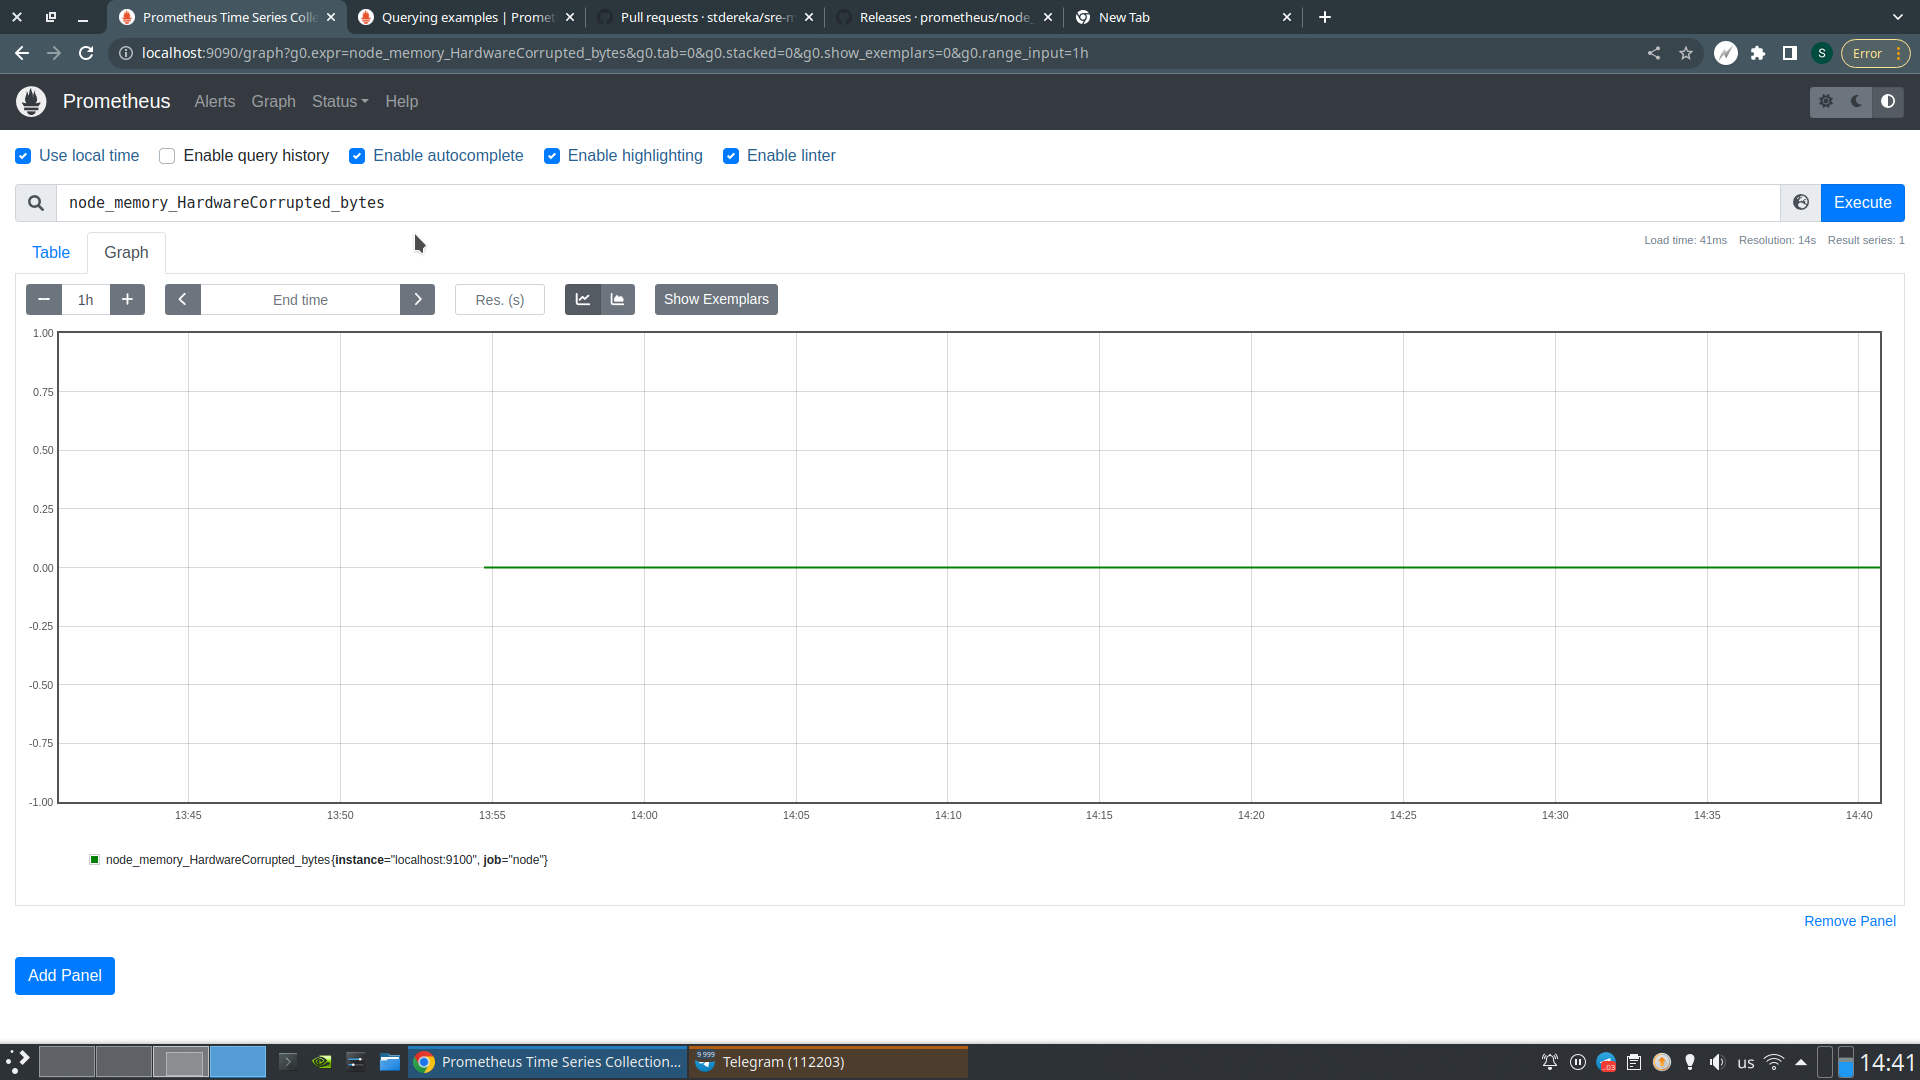 Prometheus Time Series Colle
Querying examples | Promet
Pull requests · stdereka/sre-m
Releases · prometheus/node_
New Tab
localhost:9090/graph?g0.expr=node_memory_HardwareCorrupted_bytes&g0.tab=0&g0.stacked=0&g0.show_exemplars=0&g0.range_input=1h
S
Error
Prometheus Alerts Graph Status Help
Use local time Enable query history Enable autocomplete Enable highlighting Enable linter
node_memory_HardwareCorrupted_bytes
Execute
Table Graph
Load time: 41ms Resolution: 14s Result series: 1
1h End time Res. (s) Show Exemplars
1.00
0.75
0.50
0.25
0.00
-0.25
-0.50
-0.75
-1.00
13:45 13:50 13:55 14:00 14:05 14:10 14:15 14:20 14:25 14:30 14:35 14:40
node_memory_HardwareCorrupted_bytes{instance="localhost:9100", job="node"}
Remove Panel
Add Panel
Prometheus Time Series Collection...
9 999
Telegram (112203)
us
14:41